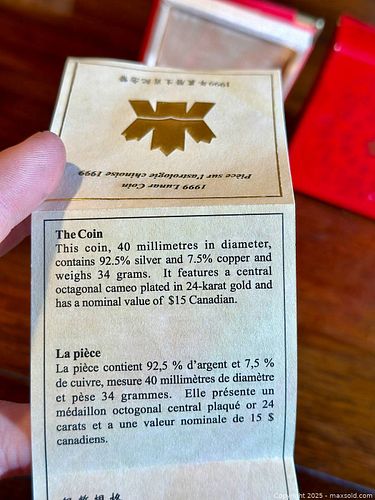 1999 Lunar Coin
Pièce sur l'astrologie chinoise 1999
The Coin
This coin, 40 millimetres in diameter,
contains 92.5% silver and 7.5% copper and
weighs 34 grams. It features a central
octagonal cameo plated in 24-karat gold and
has a nominal value of $15 Canadian.
La pièce
La pièce contient 92,5 % d'argent et 7,5 %
de cuivre, mesure 40 millimètres de diamètre
et pèse 34 grammes. Elle présente un
médaillon octogonal central plaqué or 24
carats et a une valeur nominale de 15 $
canadiens.
規格
Copyright 2025 - maxsold.com